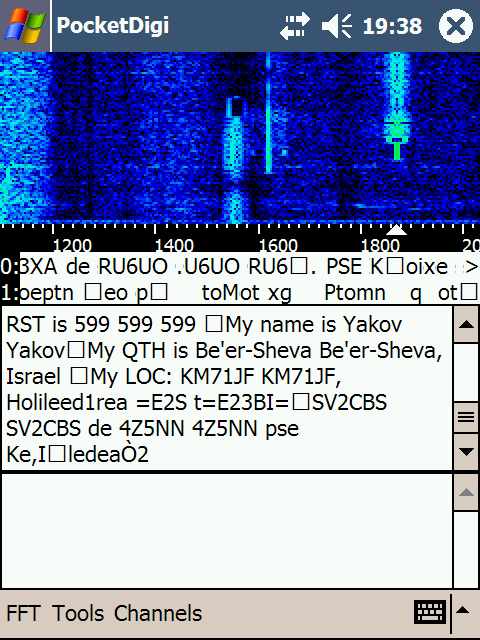 PocketDigi 19:38
1200 1400 1600 1800 20
0:3XA de RU6UO .U6UO RU6□. PSE K□oixe s>
1:oeptn □eo p□ toMot xg Ptomn q ot□
RST is 599 599 599 □My name is Yakov
Yakov□My QTH is Be'er-Sheva Be'er-Sheva,
Israel □My LOC: KM71JF KM71JF,
Holileed1rea =E2S t=E23BI=□SV2CBS
SV2CBS de 4Z5NN 4Z5NN pse
Ke,I□ledeaÒ2
FFT Tools Channels